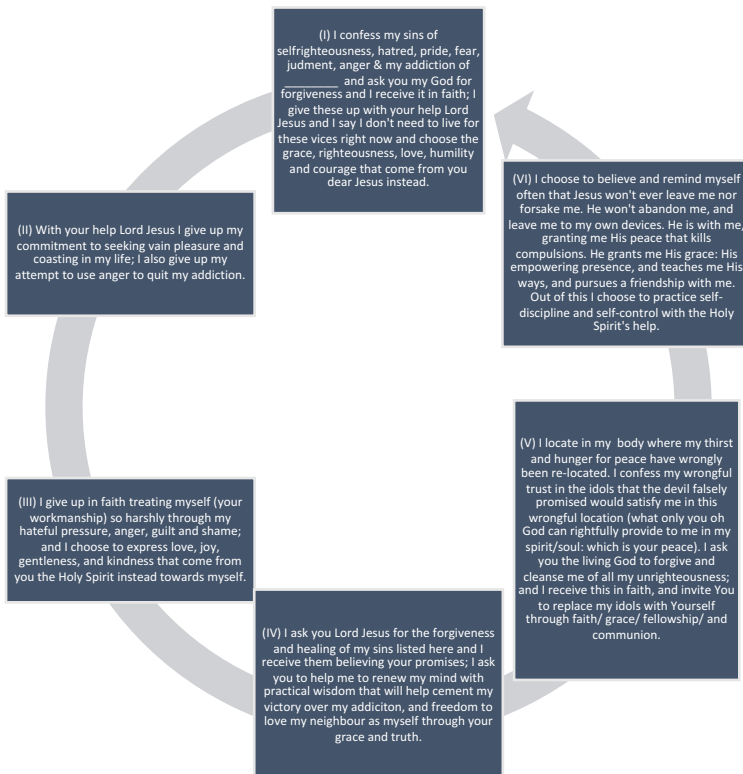 (I) I confess my sins of
selfrighteousness, hatred, pride, fear,
judgment, anger & my addiction of
_________ and ask you my God for
forgiveness and I receive it in faith; I
give these up with your help Lord
Jesus and I say I don't need to live for
these vices right now and choose the
grace, righteousness, love, humility
and courage that come from you
dear Jesus instead.
(II) With your help Lord Jesus I give up my
commitment to seeking vain pleasure and
coasting in my life; I also give up my
attempt to use anger to quit my addiction.
(III) I give up in faith treating myself (your
workmanship) so harshly through my
hateful pressure, anger, guilt and shame;
and I choose to express love, joy,
gentleness, and kindness that come from
you the Holy Spirit instead towards myself.
(IV) I ask you Lord Jesus for the forgiveness
and healing of my sins listed here and I
receive them believing your promises; I ask
you to help me to renew my mind with
practical wisdom that will help cement my
victory over my addiciton, and freedom to
love my neighbour as myself through your
grace and truth.
(V) I locate in my body where my thirst
and hunger for peace have wrongly
been re-located. I confess my wrongful
trust in the idols that the devil falsely
promised would satisfy me in this
wrongful location (what only you oh
God can rightfully provide to me in my
spirit/soul: which is your peace). I ask
you the living God to forgive and
cleanse me of all my unrighteousness;
and I receive this in faith, and invite You
to replace my idols with Yourself
through faith/ grace/ fellowship/ and
communion.
(VI) I choose to believe and remind myself
often that Jesus won't ever leave me nor
forsake me. He won't abandon me, and
leave me to my own devices. He is with me,
granting me His peace that kills
compulsions. He grants me His grace: His
empowering presence, and teaches me His
ways, and pursues a friendship with me.
Out of this I choose to practice self-
discipline and self-control with the Holy
Spirit's help.